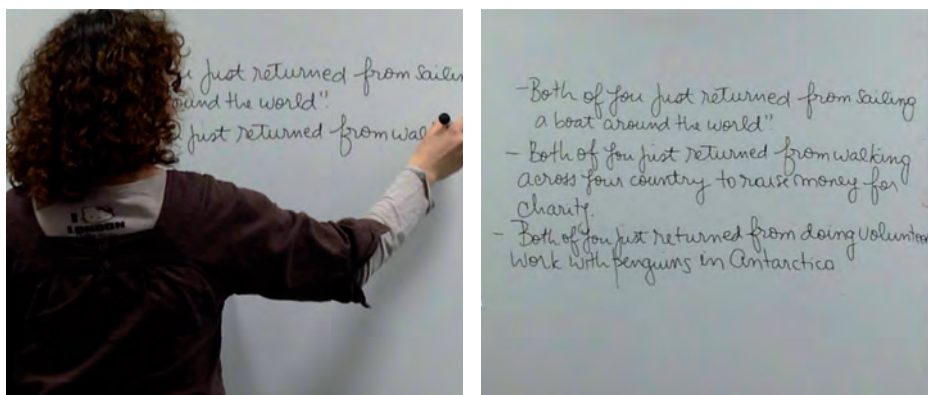 u just returned from sailin
ound the world".
just returned from wal
I
LONDON
- Both of you just returned from sailing
a boat around the world"
- Both of you just returned from walking
across your country to raise money for
charity.
- Both of you just returned from doing volunteer
work with penguins in Antarctica